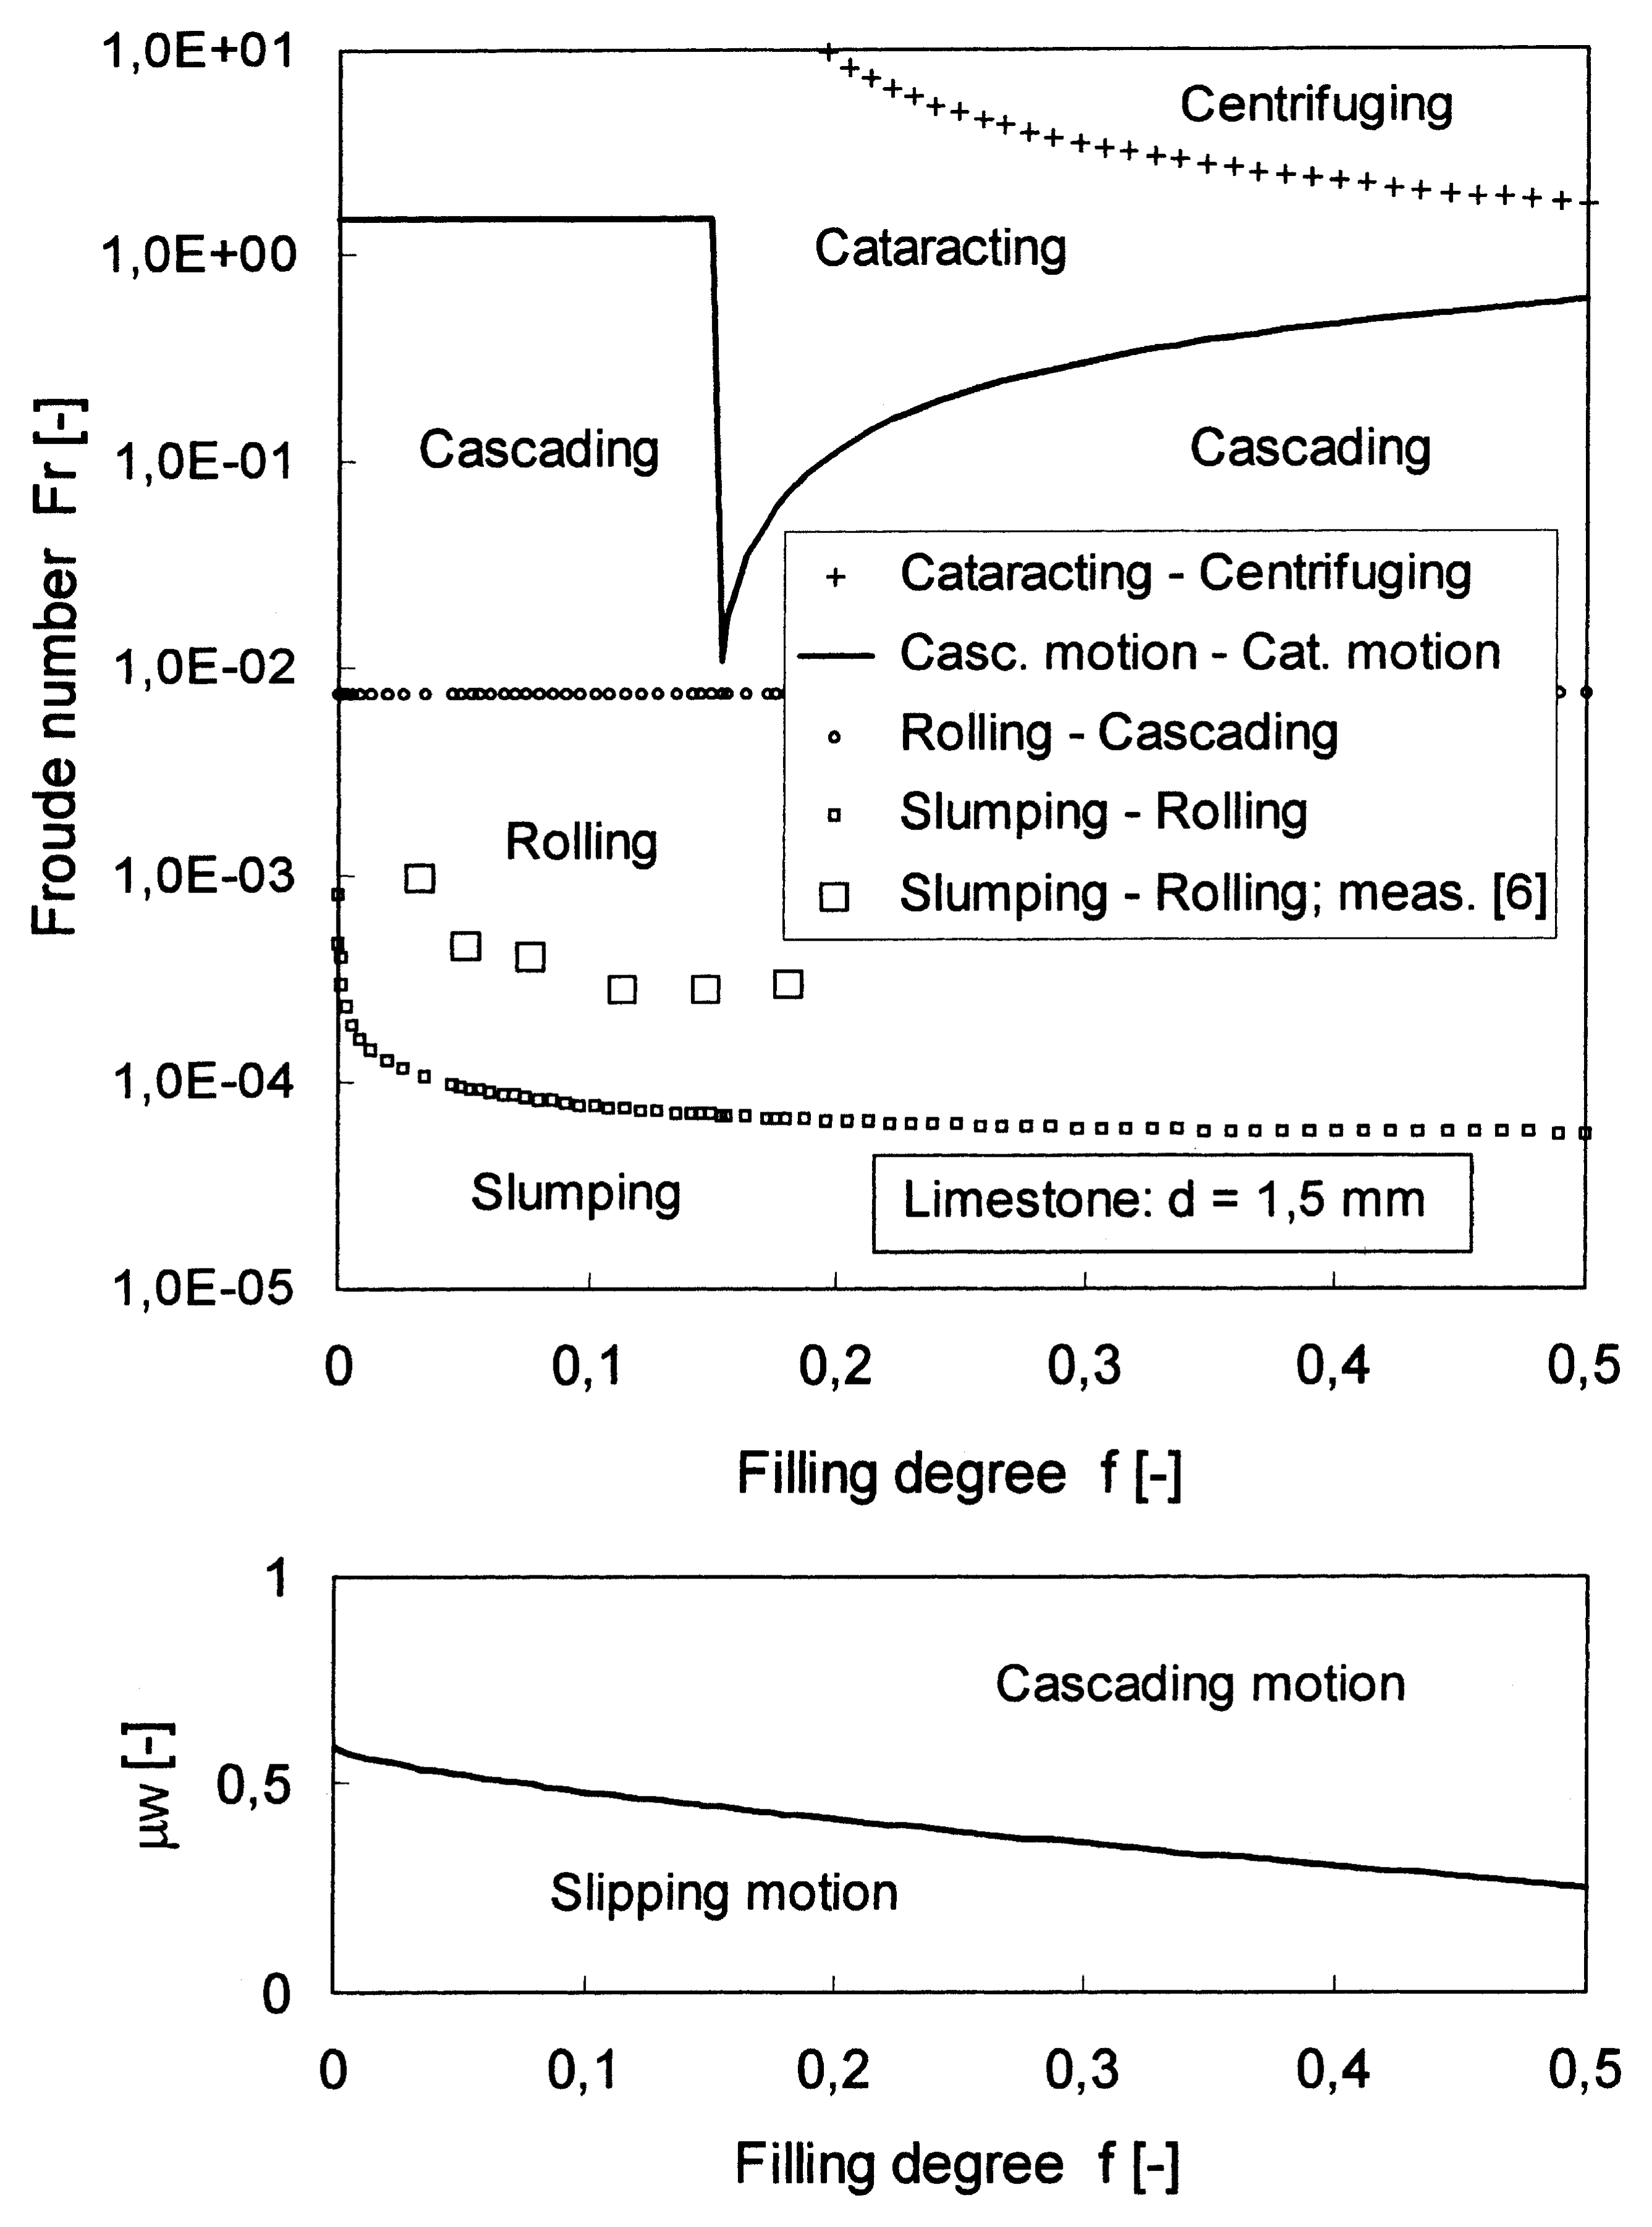 1,0E+01
Centrifuging
1,0E+00
Cataracting
Cascading
Cascading
1,0E-01
Froude number Fr [-]
Cataracting - Centrifuging
Casc. motion - Cat. motion
1,0E-02
Rolling - Cascading
Slumping - Rolling
Rolling
1,0E-03
Slumping - Rolling; meas. [6]
1,0E-04
Slumping
Limestone: d = 1,5 mm
1,0E-05
0 0,1 0,2 0,3 0,4 0,5
Filling degree f [-]
1
Cascading motion
µw [-]
0,5
Slipping motion
0
0 0,1 0,2 0,3 0,4 0,5
Filling degree f [-]